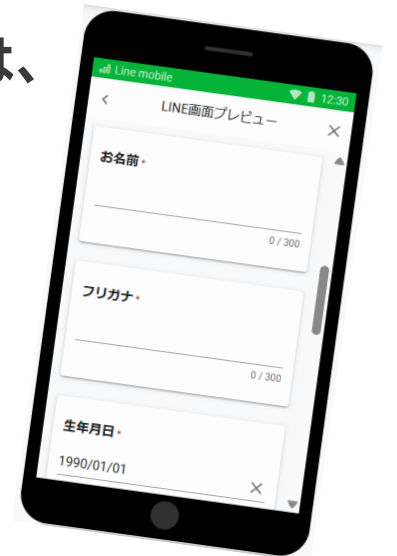 は、
Line mobile
12:30
LINE画面プレビュー
お名前*
0 / 300
フリガナ*
0 / 300
生年月日*
1990/01/01